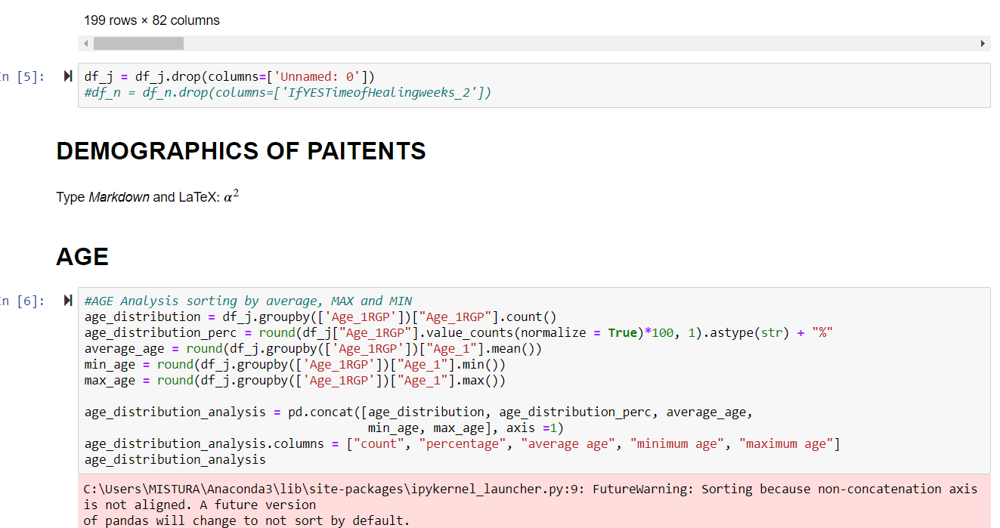 199 rows × 82 columns
n [5]:
df_j = df_j.drop(columns=['Unnamed: 0'])
#df_n = df_n.drop(columns=['IfYESTimeofHealingweeks_2'])
DEMOGRAPHICS OF PAITENTS
Type Markdown and LaTeX: α²
AGE
n [6]:
#AGE Analysis sorting by average, MAX and MIN
age_distribution = df_j.groupby(['Age_1RGP'])["Age_1RGP"].count()
age_distribution_perc = round(df_j["Age_1RGP"].value_counts(normalize = True)*100, 1).astype(str) + "%"
average_age = round(df_j.groupby(['Age_1RGP'])["Age_1"].mean())
min_age = round(df_j.groupby(['Age_1RGP'])["Age_1"].min())
max_age = round(df_j.groupby(['Age_1RGP'])["Age_1"].max())
age_distribution_analysis = pd.concat([age_distribution, age_distribution_perc, average_age,
min_age, max_age], axis =1)
age_distribution_analysis.columns = ["count", "percentage", "average age", "minimum age", "maximum age"]
age_distribution_analysis
C:\Users\MISTURA\Anaconda3\lib\site-packages\ipykernel_launcher.py:9: FutureWarning: Sorting because non-concatenation axis
is not aligned. A future version
of pandas will change to not sort by default.